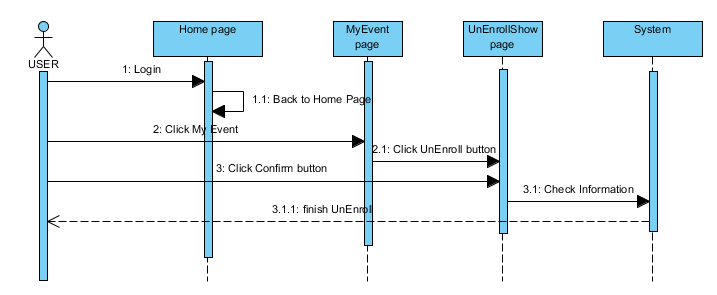 Home page
MyEvent
page
UnEnrollShow
page
System
USER
1: Login
1.1: Back to Home Page
2: Click My Event
2.1: Click UnEnroll button
3: Click Confirm button
3.1: Check Information
3.1.1: finish UnEnroll